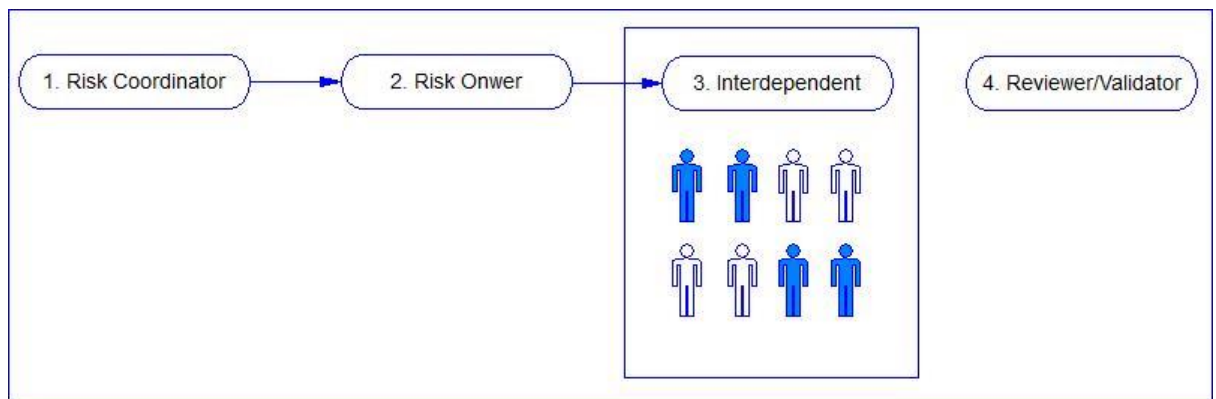 1. Risk Coordinator
2. Risk Onwer
3. Interdependent
4. Reviewer/Validator